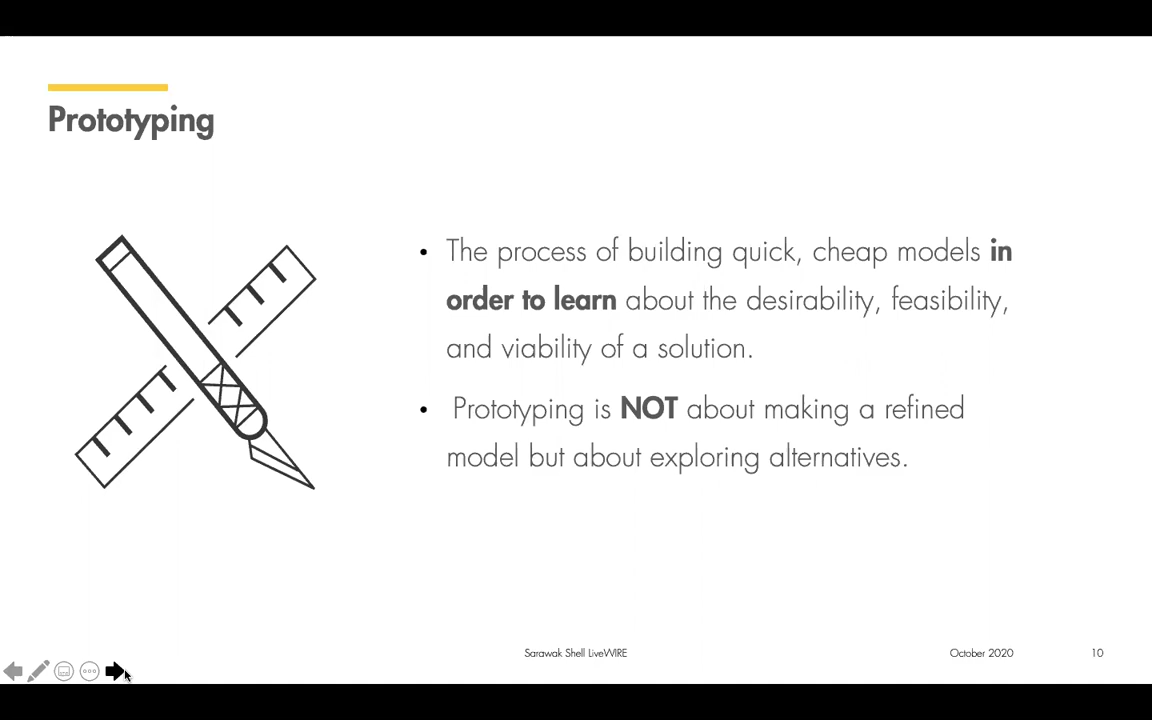 Prototyping
• The process of building quick, cheap models in
order to learn about the desirability, feasibility,
and viability of a solution.
• Prototyping is NOT about making a refined
model but about exploring alternatives.
Sarawak Shell LiveWIRE October 2020 10